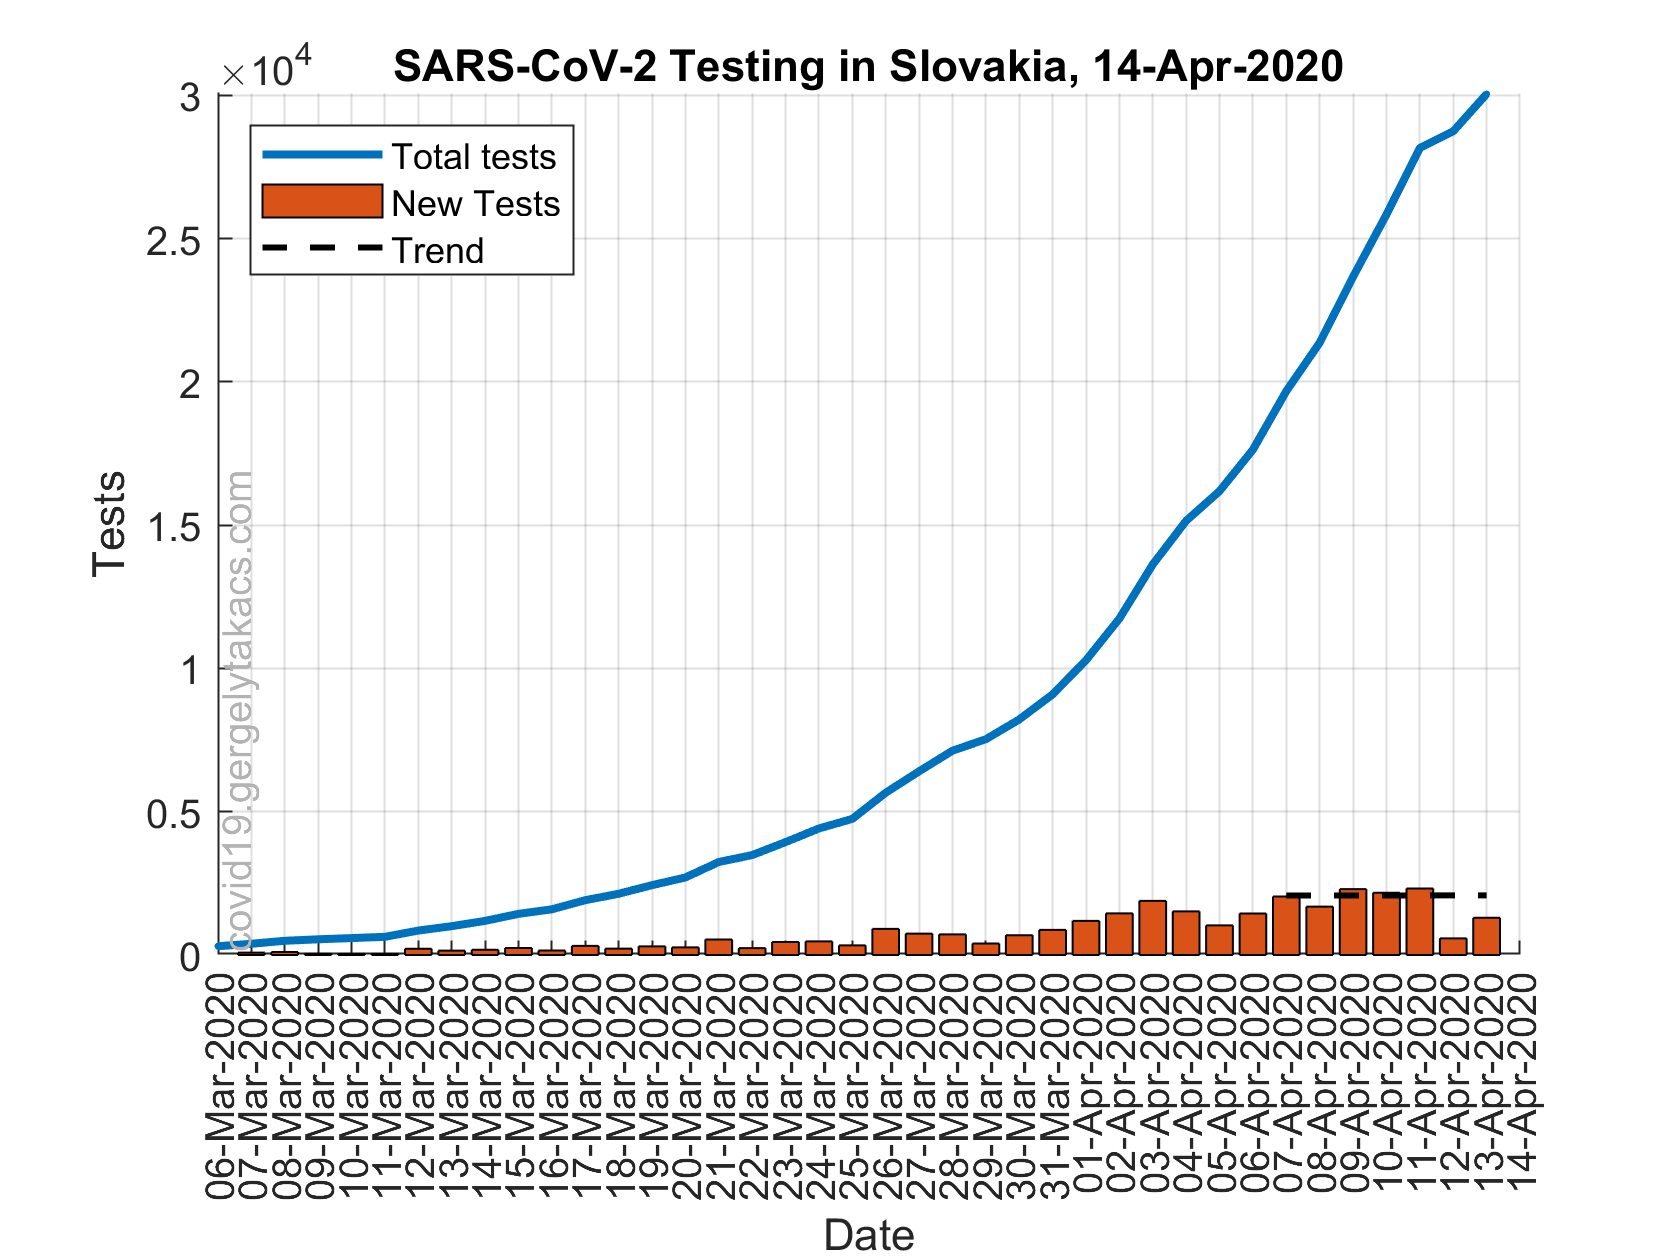 SARS-CoV-2 Testing in Slovakia, 14-Apr-2020
×10^4
3
2.5
2
1.5
1
0.5
0
Tests
Total tests
New Tests
Trend
covid19.gergelytakacs.com
06-Mar-2020
07-Mar-2020
08-Mar-2020
09-Mar-2020
10-Mar-2020
11-Mar-2020
12-Mar-2020
13-Mar-2020
14-Mar-2020
15-Mar-2020
16-Mar-2020
17-Mar-2020
18-Mar-2020
19-Mar-2020
20-Mar-2020
21-Mar-2020
22-Mar-2020
23-Mar-2020
24-Mar-2020
25-Mar-2020
26-Mar-2020
27-Mar-2020
28-Mar-2020
29-Mar-2020
30-Mar-2020
31-Mar-2020
01-Apr-2020
02-Apr-2020
03-Apr-2020
04-Apr-2020
05-Apr-2020
06-Apr-2020
07-Apr-2020
08-Apr-2020
09-Apr-2020
10-Apr-2020
11-Apr-2020
12-Apr-2020
13-Apr-2020
14-Apr-2020
Date